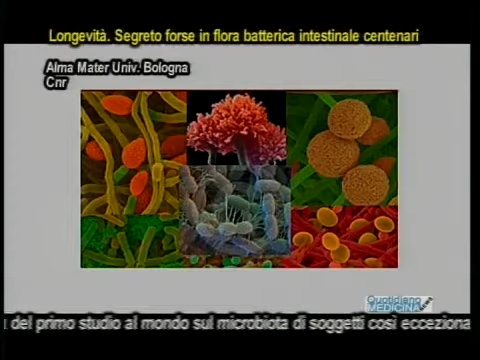 Longevità. Segreto forse in flora batterica intestinale centenari
Alma Mater Univ. Bologna
Cnr
Quotidiano
MEDICINA NEWS
del primo studio al mondo sul microbiota di soggetti così ecceziona